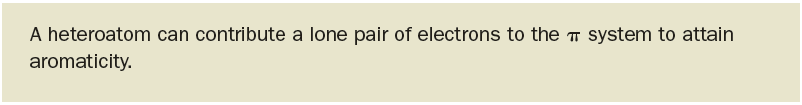 A heteroatom can contribute a lone pair of electrons to the π system to attain
aromaticity.